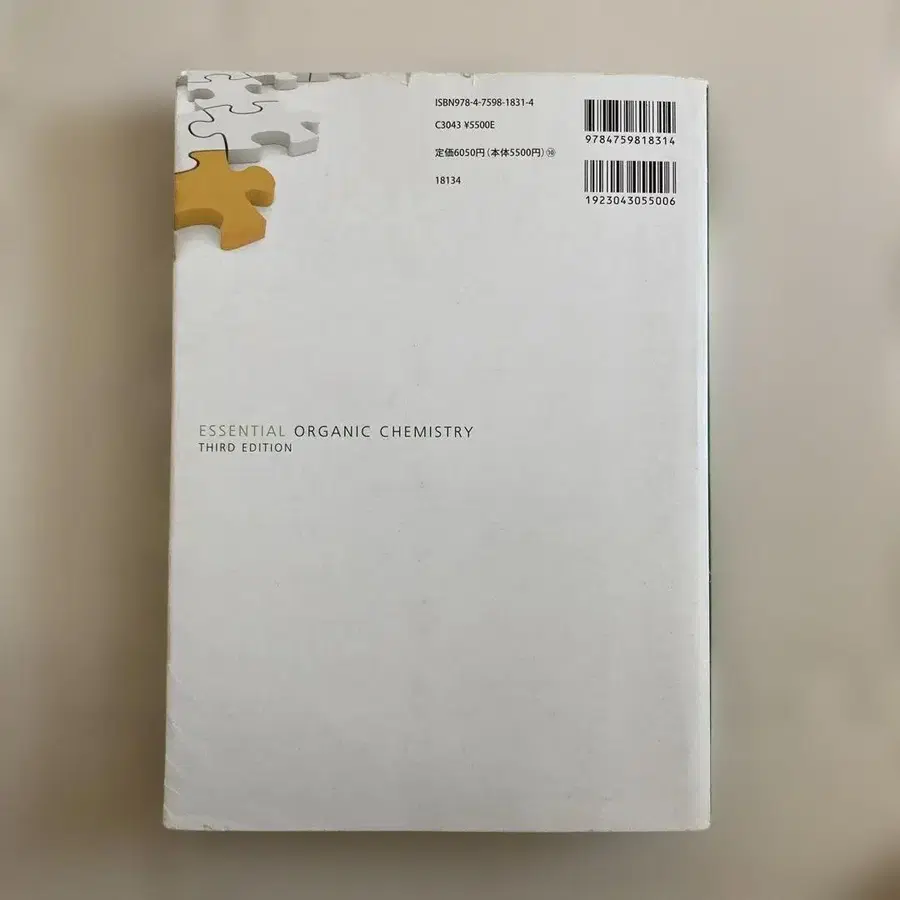 ISBN978-4-7598-1831-4
C3043 ¥5500E
定価6050円(本体5500円)⑩
18134
9784759818314
1923043055006
ESSENTIAL ORGANIC CHEMISTRY
THIRD EDITION